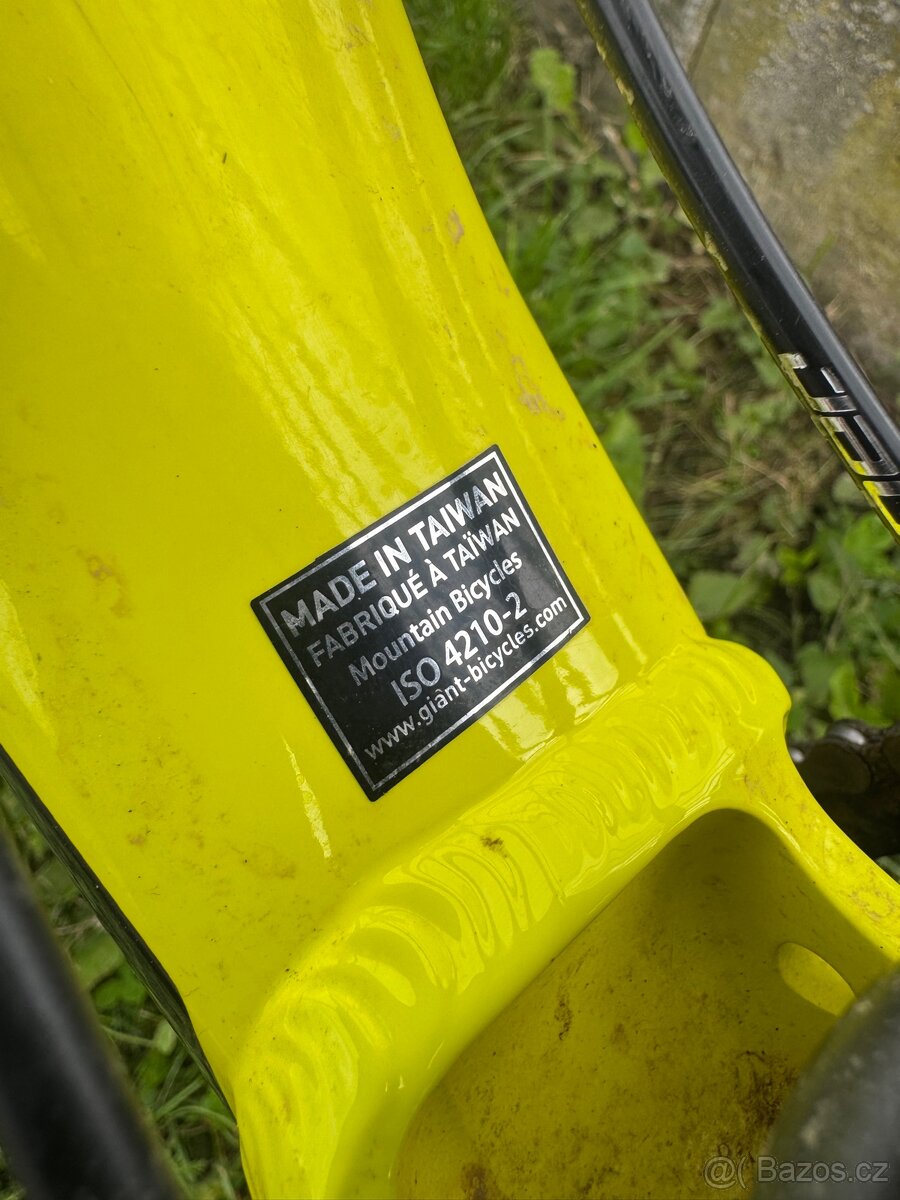 MADE IN TAIWAN
FABRIQUÉ À TAÏWAN
Mountain Bicycles
ISO 4210-2
www.giant-bicycles.com
Bazos.cz